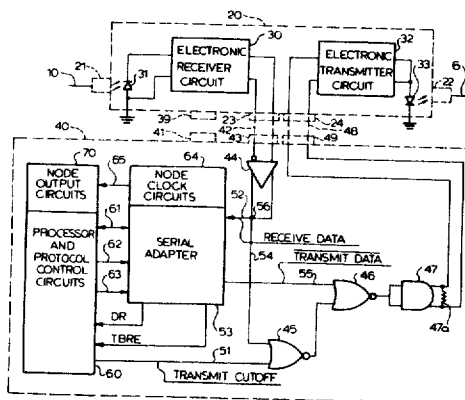 20
30
ELECTRONIC RECEIVER CIRCUIT
32
ELECTRONIC TRANSMITTER CIRCUIT
33
21
10
31
22
6
39
23
24
40
41
42
43
48
49
44
70
NODE OUTPUT CIRCUITS
65
64
NODE CLOCK CIRCUITS
52
56
RECEIVE DATA
61
62
63
PROCESSOR AND PROTOCOL CONTROL CIRCUITS
SERIAL ADAPTER
54
TRANSMIT DATA
55
46
47
47a
DR
53
TBRE
45
51
60
TRANSMIT CUTOFF